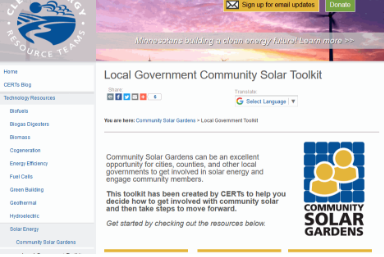 CLEAN ENERGY
RESOURCE TEAMS
Sign up for email updates
Donate
Minnesota's building a clean energy future! Learn more >>
Home
CERTs Blog
Technology Resources
Biofuels
Biogas Digesters
Biomass
Cogeneration
Energy Efficiency
Fuel Cells
Green Building
Geothermal
Hydroelectric
Solar Energy
Community Solar Gardens
Local Government Community Solar Toolkit
Share:
Translate:
G Select Language ▼
You are here: Community Solar Gardens > Local Government Toolkit
Community Solar Gardens can be an excellent
opportunity for cities, counties, and other local
governments to get involved in solar energy and
engage community members.
This toolkit has been created by CERTs to help you
decide how to get involved with community solar
and then take steps to move forward.
Get started by checking out the resources below.
COMMUNITY
SOLAR
GARDENS